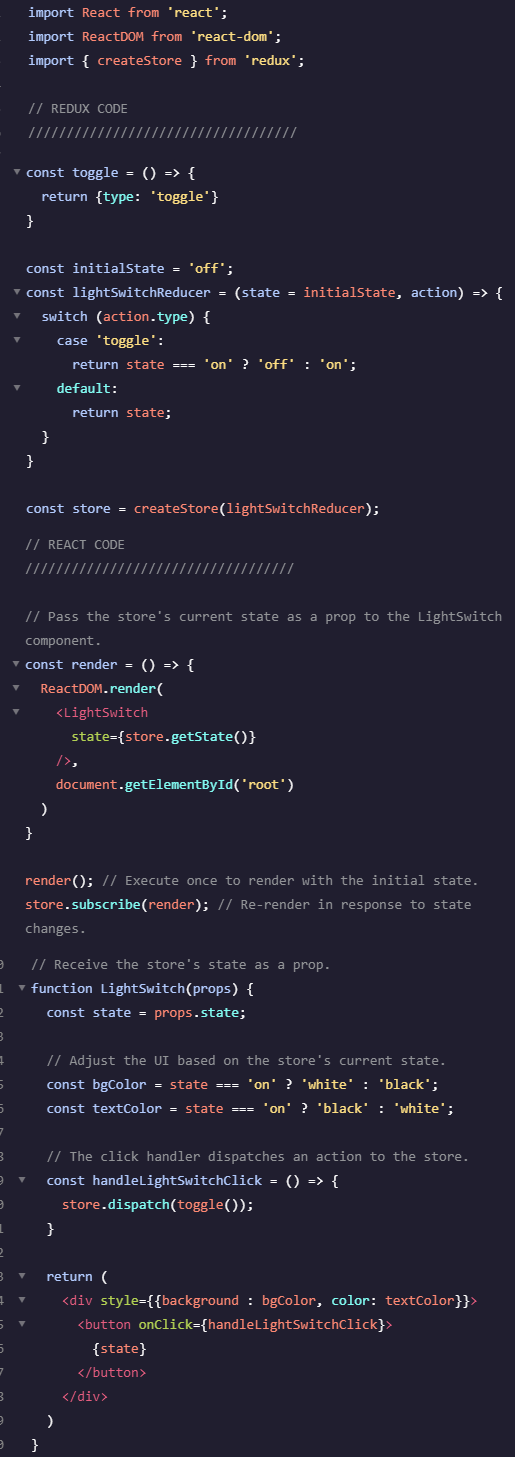 import React from 'react';
import ReactDOM from 'react-dom';
import { createStore } from 'redux';
// REDUX CODE
///////////////////////////////////
const toggle = () => {
return {type: 'toggle'}
}
const initialState = 'off';
const lightSwitchReducer = (state = initialState, action) => {
switch (action.type) {
case 'toggle':
return state === 'on' ? 'off' : 'on';
default:
return state;
}
}
const store = createStore(lightSwitchReducer);
// REACT CODE
///////////////////////////////////
// Pass the store's current state as a prop to the LightSwitch
component.
const render = () => {
ReactDOM.render(
<LightSwitch
state={store.getState()}
/>,
document.getElementById('root')
)
}
render(); // Execute once to render with the initial state.
store.subscribe(render); // Re-render in response to state
changes.
// Receive the store's state as a prop.
function LightSwitch(props) {
const state = props.state;
// Adjust the UI based on the store's current state.
const bgColor = state === 'on' ? 'white' : 'black';
const textColor = state === 'on' ? 'black' : 'white';
// The click handler dispatches an action to the store.
const handleLightSwitchClick = () => {
store.dispatch(toggle());
}
return (
<div style={{background : bgColor, color: textColor}}>
<button onClick={handleLightSwitchClick}>
{state}
</button>
</div>
)
}